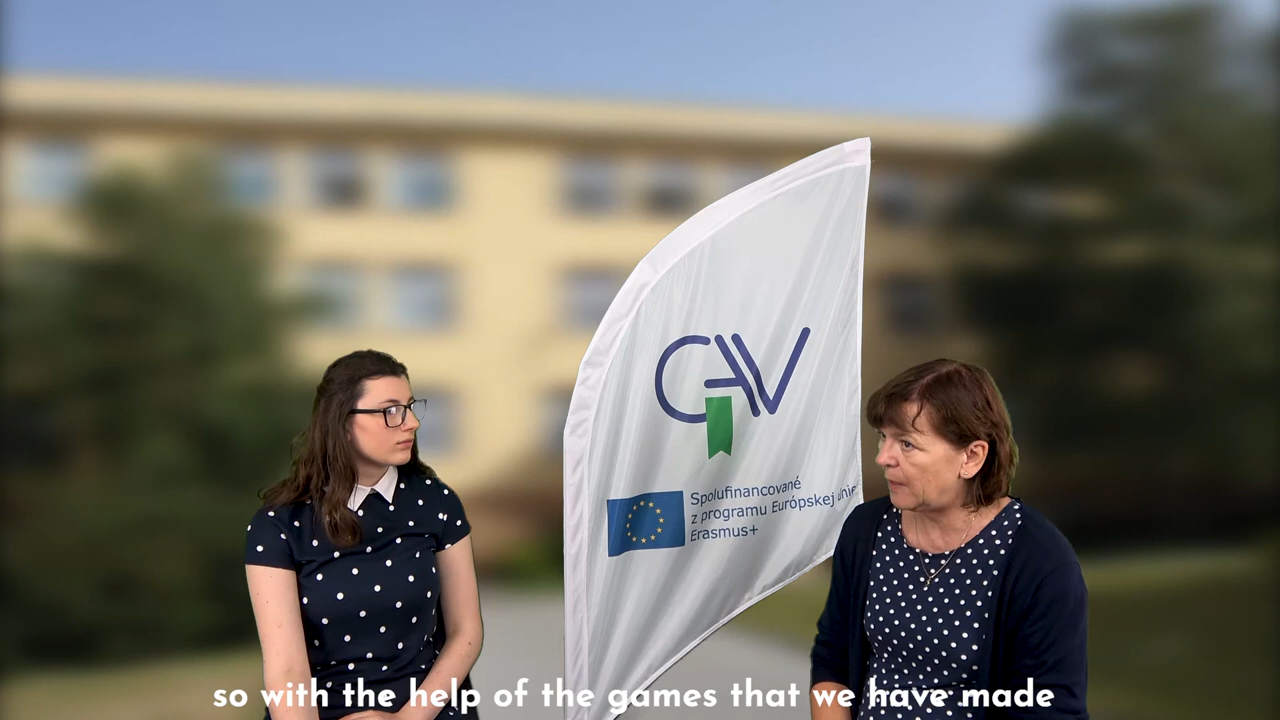 GAV
Spolufinancované
z programu Európskej únie
Erasmus+
so with the help of the games that we have made